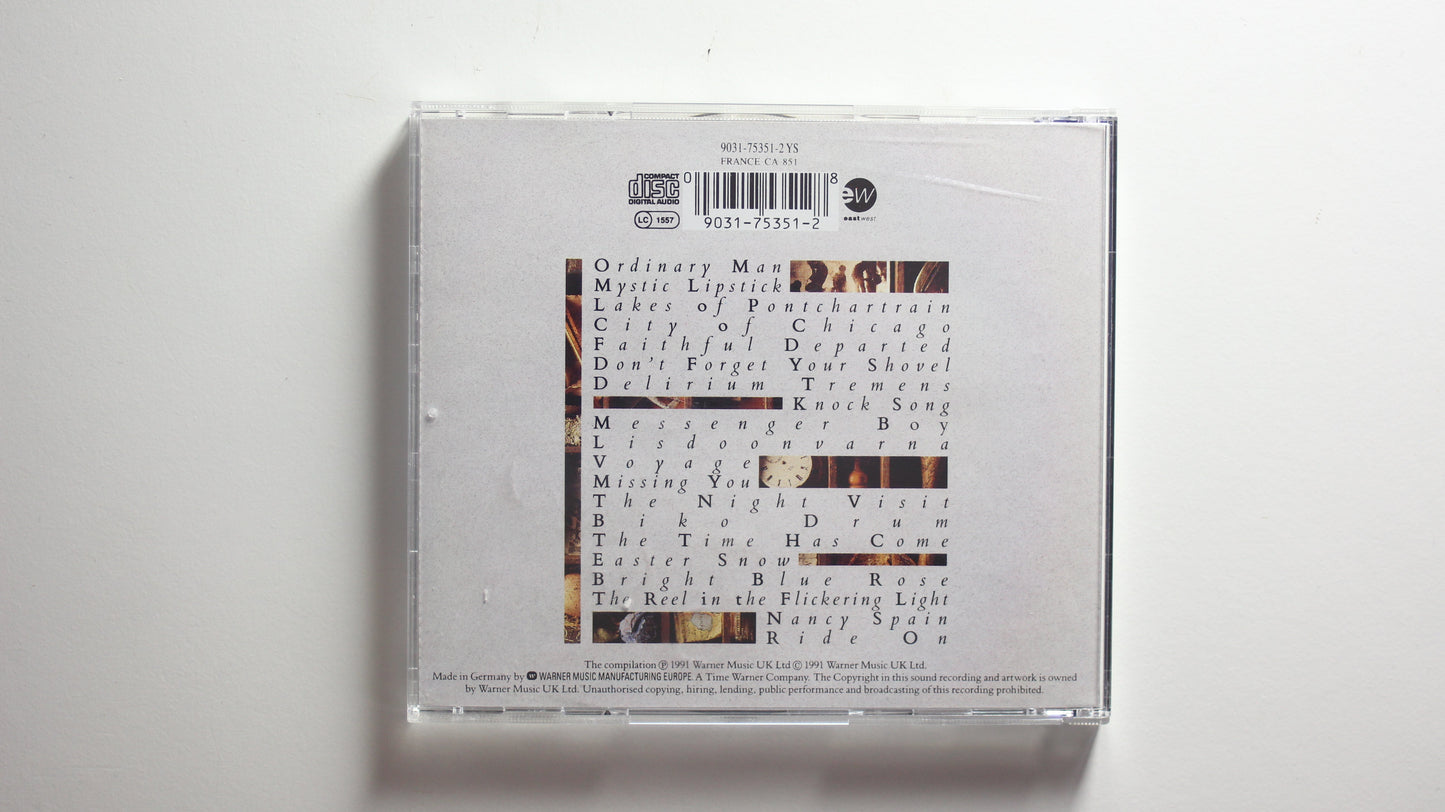 9031-75351-2 YS
FRANCE CA 851
COMPACT
disc
DIGITAL AUDIO
0 8
9031-75351-2
LC 1557
ew
eastwest
Ordinary Man
Mystic Lipstick
Lakes of Pontchartrain
City of Chicago
Faithful Departed
Don't Forget Your Shovel
Delirium Tremens
Knock Song
Messenger Boy
Lisdoonvarna
Voyage
Missing You
The Night Visit
Biko Drum
The Time Has Come
Easter Snow
Bright Blue Rose
The Reel in the Flickering Light
Nancy Spain
Ride On
The compilation ℗ 1991 Warner Music UK Ltd © 1991 Warner Music UK Ltd.
Made in Germany by WARNER MUSIC MANUFACTURING EUROPE. A Time Warner Company. The Copyright in this sound recording and artwork is owned
by Warner Music UK Ltd. Unauthorised copying, hiring, lending, public performance and broadcasting of this recording prohibited.